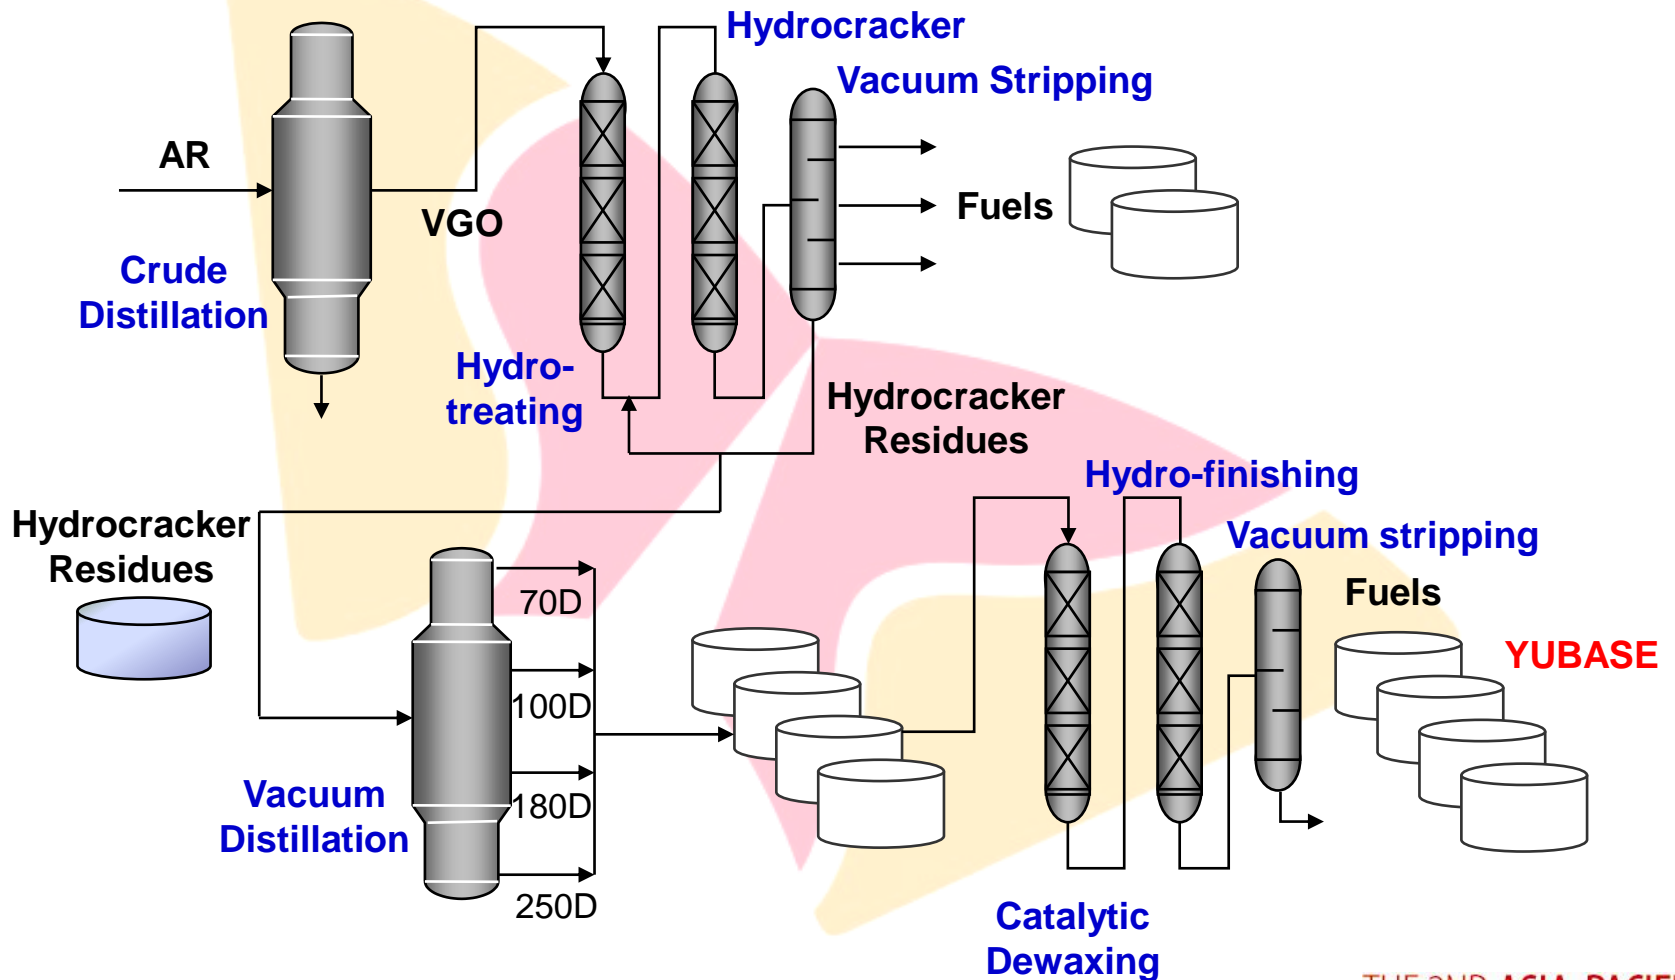 Hydrocracker
Vacuum Stripping
AR
VGO
Fuels
Crude
Distillation
Hydro-
treating
Hydrocracker
Residues
Hydro-finishing
Hydrocracker
Residues
Vacuum stripping
Fuels
70D
YUBASE
100D
180D
Vacuum
Distillation
250D
Catalytic
Dewaxing